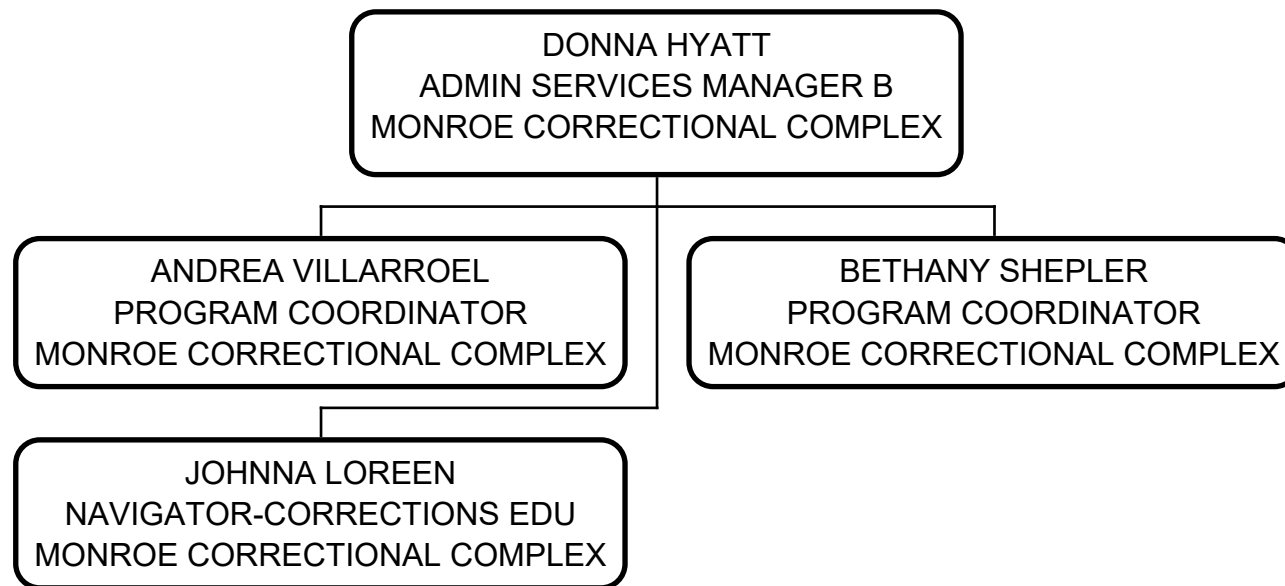 DONNA HYATT
ADMIN SERVICES MANAGER B
MONROE CORRECTIONAL COMPLEX
ANDREA VILLARROEL
PROGRAM COORDINATOR
MONROE CORRECTIONAL COMPLEX
BETHANY SHEPLER
PROGRAM COORDINATOR
MONROE CORRECTIONAL COMPLEX
JOHNNA LOREEN
NAVIGATOR-CORRECTIONS EDU
MONROE CORRECTIONAL COMPLEX